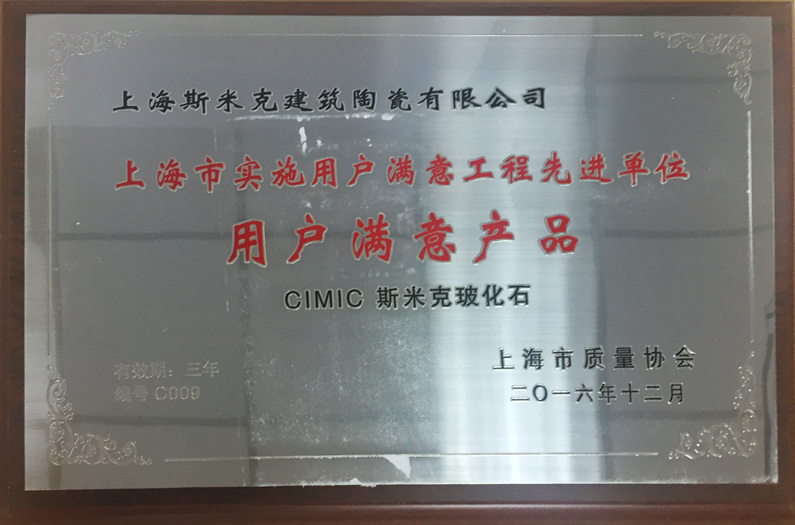 上海斯米克建筑陶瓷有限公司
上海市实施用户满意工程先进单位
用户满意产品
CIMIC 斯米克玻化石
有效期：三年
编号 C009
上海市质量协会
二〇一六年十二月